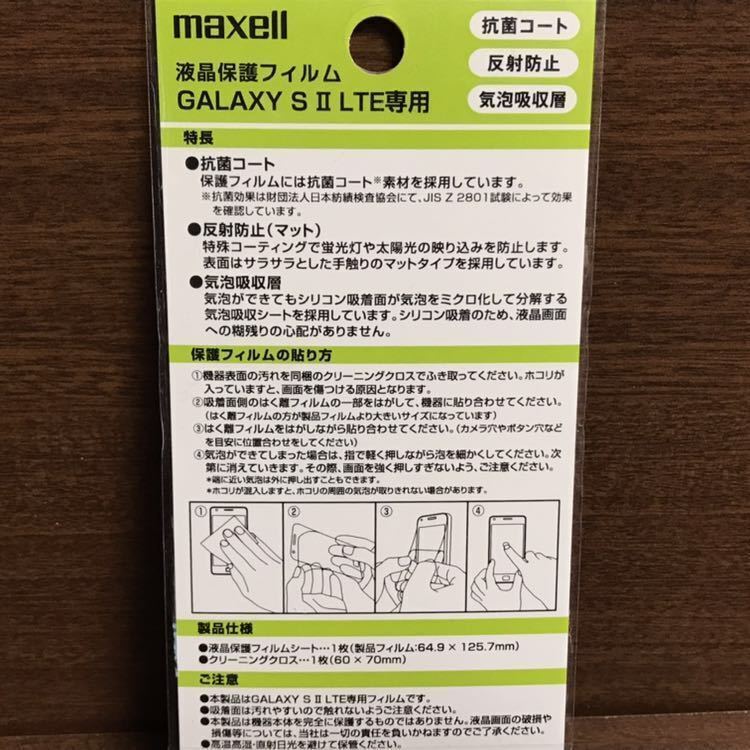 maxell
液晶保護フィルム
GALAXY S II LTE専用
抗菌コート
反射防止
気泡吸収層
特長
●抗菌コート
保護フィルムには抗菌コート※素材を採用しています。
※抗菌効果は財団法人日本紡績検査協会にて、JIS Z 2801試験によって効果
を確認しています。
●反射防止(マット)
特殊コーティングで蛍光灯や太陽光の映り込みを防止します。
表面はサラサラとした手触りのマットタイプを採用しています。
●気泡吸収層
気泡ができてもシリコン吸着面が気泡をミクロ化して分解する
気泡吸収シートを採用しています。シリコン吸着のため、液晶画面
への糊残りの心配がありません。
保護フィルムの貼り方
①機器表面の汚れを同梱のクリーニングクロスでふき取ってください。ホコリが
入っていますと、画面を傷つける原因となります。
②吸着面側のはく離フィルムの一部をはがして、機器に貼り合わせてください。
(はく離フィルムの方が製品フィルムより大きいサイズになっています)
③はく離フィルムをはがしながら貼り合わせてください。(カメラ穴やボタン穴など
を目安に位置合わせをしてください)
④気泡ができてしまった場合は、指で軽く押しながら泡を細かくしてください。次
第に消えていきます。その際、画面を強く押しすぎないよう、ご注意ください。
*端に近い気泡は外に押し出すこともできます。
*ホコリが混入しますと、ホコリの周囲の気泡が取りきれない場合があります。
① ② ③ ④
製品仕様
●液晶保護フィルムシート…1枚(製品フィルム:64.9 × 125.7mm)
●クリーニングクロス…1枚(60 × 70mm)
ご注意
●本製品はGALAXY S II LTE専用フィルムです。
●吸着面は汚れやすいので触れないようご注意ください。
●本製品は機器本体を完全に保護するものではありません。液晶画面の破損や
損傷等については、当社は一切の責任を負いかねますのでご了承ください。
●高温高湿・直射日光を避けて保管ください。